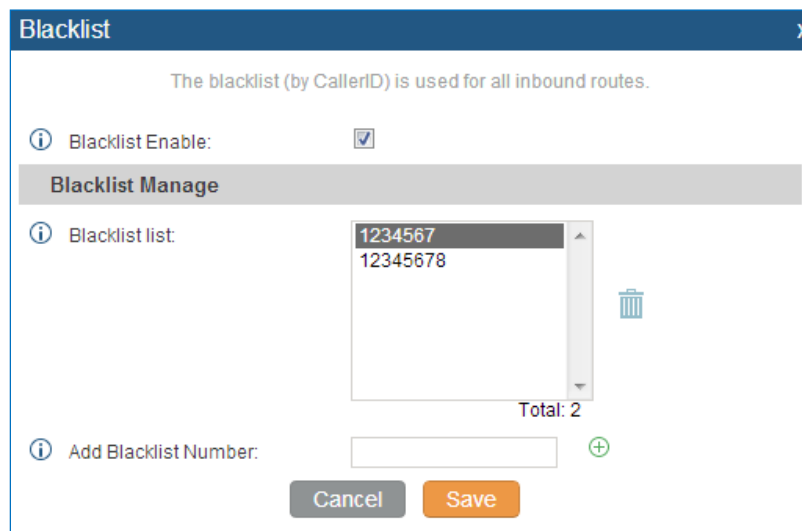 Blacklist
The blacklist (by CallerID) is used for all inbound routes.
Blacklist Enable:
Blacklist Manage
Blacklist list:
1234567
12345678
Total: 2
Add Blacklist Number:
Cancel Save